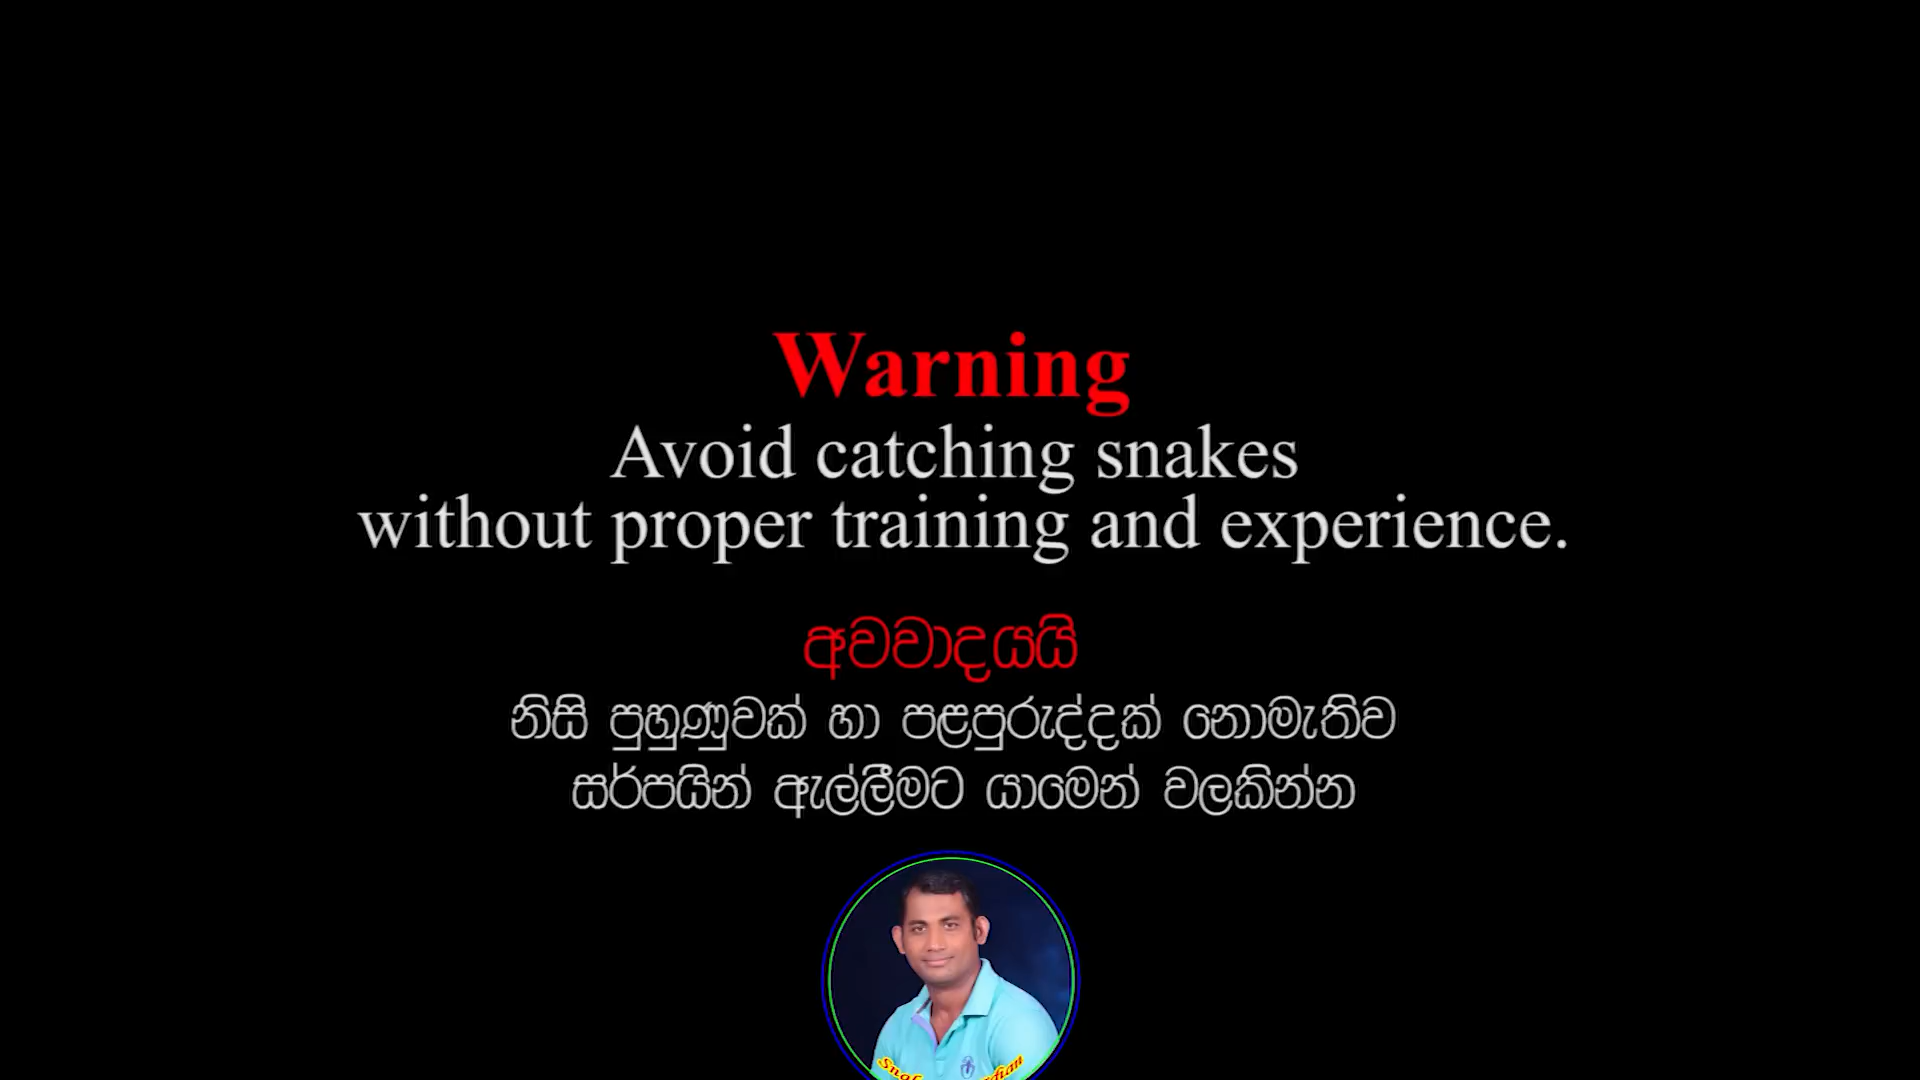 Warning
Avoid catching snakes
without proper training and experience.
අවවාදයයි
නිසි පුහුණුවක් හා පළපුරුද්දක් නොමැතිව
සර්පයින් ඇල්ලීමට යාමෙන් වලකින්න